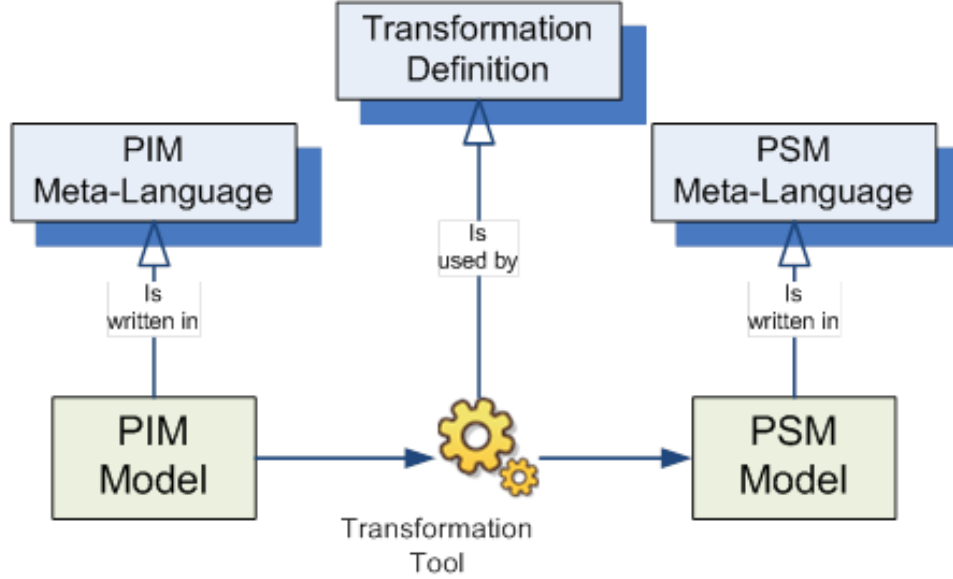 Transformation
Definition
PIM
Meta-Language
PSM
Meta-Language
Is
used by
Is
written in
Is
written in
PIM
Model
PSM
Model
Transformation
Tool